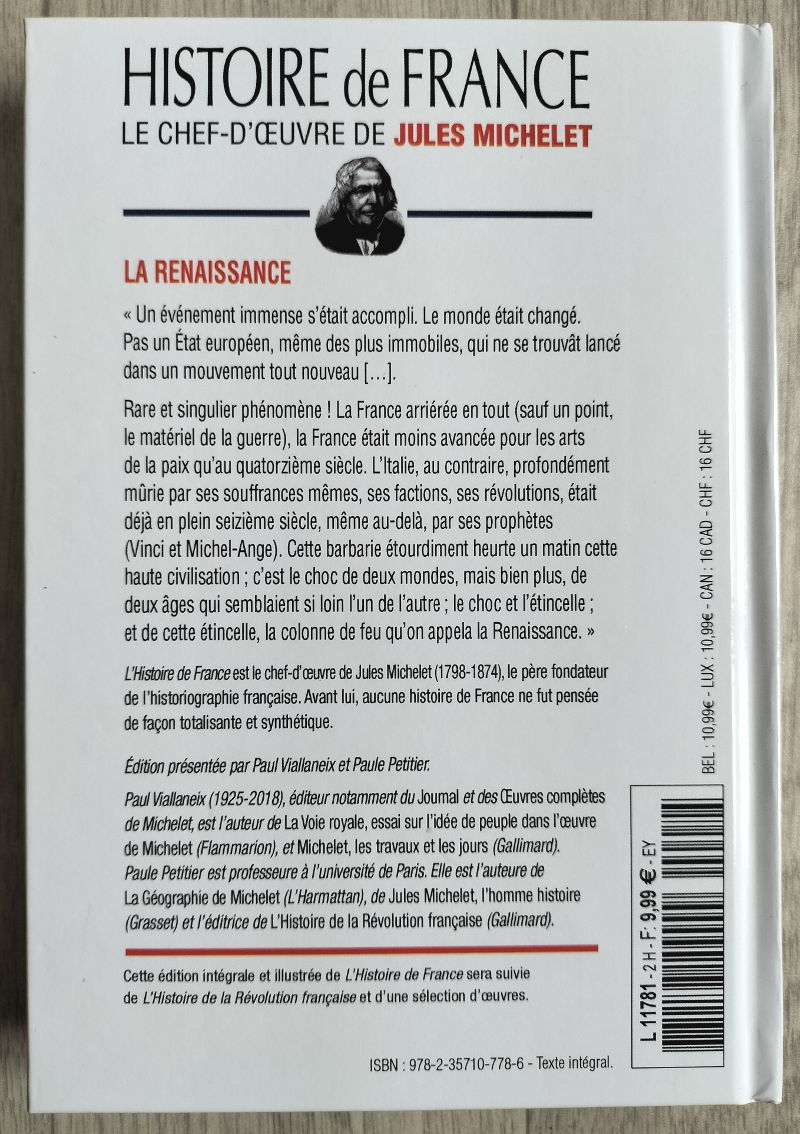 HISTOIRE de FRANCE
LE CHEF-D'ŒUVRE DE JULES MICHELET
LA RENAISSANCE
« Un événement immense s'était accompli. Le monde était changé.
Pas un État européen, même des plus immobiles, qui ne se trouvât lancé
dans un mouvement tout nouveau […].
Rare et singulier phénomène ! La France arriérée en tout (sauf un point,
le matériel de la guerre), la France était moins avancée pour les arts
de la paix qu'au quatorzième siècle. L'Italie, au contraire, profondément
mûrie par ses souffrances mêmes, ses factions, ses révolutions, était
déjà en plein seizième siècle, même au-delà, par ses prophètes
(Vinci et Michel-Ange). Cette barbarie étourdiment heurte un matin cette
haute civilisation ; c'est le choc de deux mondes, mais bien plus, de
deux âges qui semblaient si loin l'un de l'autre ; le choc et l'étincelle ;
et de cette étincelle, la colonne de feu qu'on appela la Renaissance. »
L'Histoire de France est le chef-d'œuvre de Jules Michelet (1798-1874), le père fondateur
de l'historiographie française. Avant lui, aucune histoire de France ne fut pensée
de façon totalisante et synthétique.
Édition présentée par Paul Viallaneix et Paule Petitier.
Paul Viallaneix (1925-2018), éditeur notamment du Journal et des Œuvres complètes
de Michelet, est l'auteur de La Voie royale, essai sur l'idée de peuple dans l'œuvre
de Michelet (Flammarion), et Michelet, les travaux et les jours (Gallimard).
Paule Petitier est professeure à l'université de Paris. Elle est l'auteure de
La Géographie de Michelet (L'Harmattan), de Jules Michelet, l'homme histoire
(Grasset) et l'éditrice de L'Histoire de la Révolution française (Gallimard).
Cette édition intégrale et illustrée de L'Histoire de France sera suivie
de L'Histoire de la Révolution française et d'une sélection d'œuvres.
ISBN : 978-2-35710-778-6 - Texte intégral.
BEL : 10,99€ - LUX : 10,99€ - CAN : 16 CAD - CHF : 16 CHF
L 11781 - 2 H - F: 9,99 € - EY